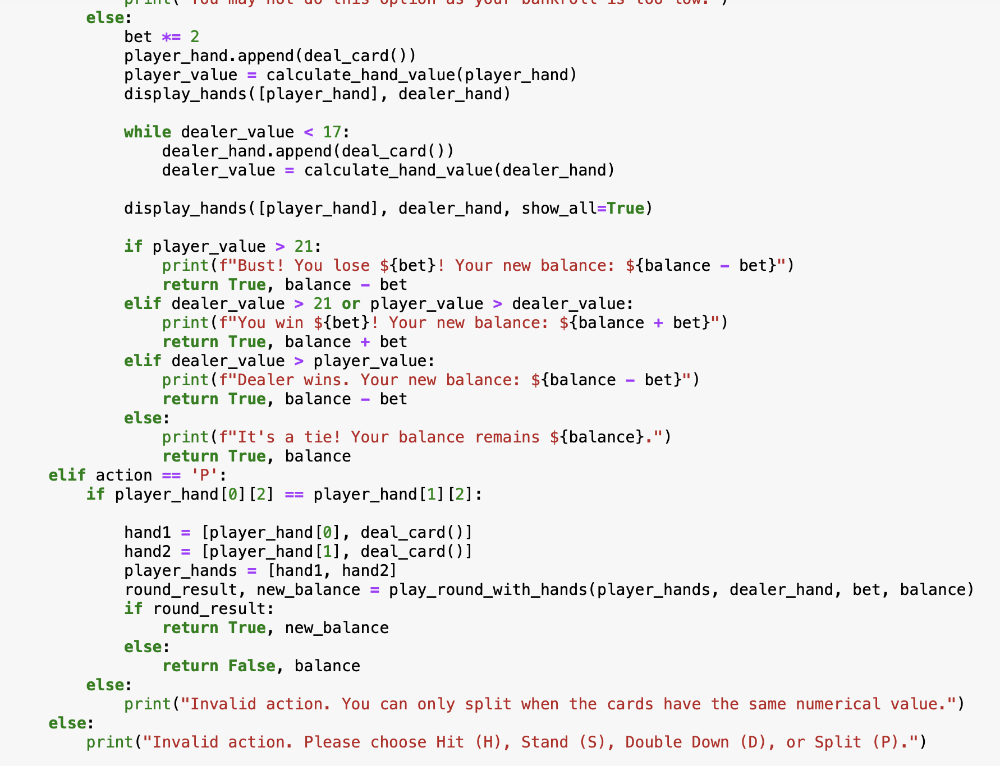 print("You may not do this option as your bankroll is too low.")
else:
bet *= 2
player_hand.append(deal_card())
player_value = calculate_hand_value(player_hand)
display_hands([player_hand], dealer_hand)
while dealer_value < 17:
dealer_hand.append(deal_card())
dealer_value = calculate_hand_value(dealer_hand)
display_hands([player_hand], dealer_hand, show_all=True)
if player_value > 21:
print(f"Bust! You lose ${bet}! Your new balance: ${balance - bet}")
return True, balance - bet
elif dealer_value > 21 or player_value > dealer_value:
print(f"You win ${bet}! Your new balance: ${balance + bet}")
return True, balance + bet
elif dealer_value > player_value:
print(f"Dealer wins. Your new balance: ${balance - bet}")
return True, balance - bet
else:
print(f"It's a tie! Your balance remains ${balance}.")
return True, balance
elif action == 'P':
if player_hand[0][2] == player_hand[1][2]:
hand1 = [player_hand[0], deal_card()]
hand2 = [player_hand[1], deal_card()]
player_hands = [hand1, hand2]
round_result, new_balance = play_round_with_hands(player_hands, dealer_hand, bet, balance)
if round_result:
return True, new_balance
else:
return False, balance
else:
print("Invalid action. You can only split when the cards have the same numerical value.")
else:
print("Invalid action. Please choose Hit (H), Stand (S), Double Down (D), or Split (P).")